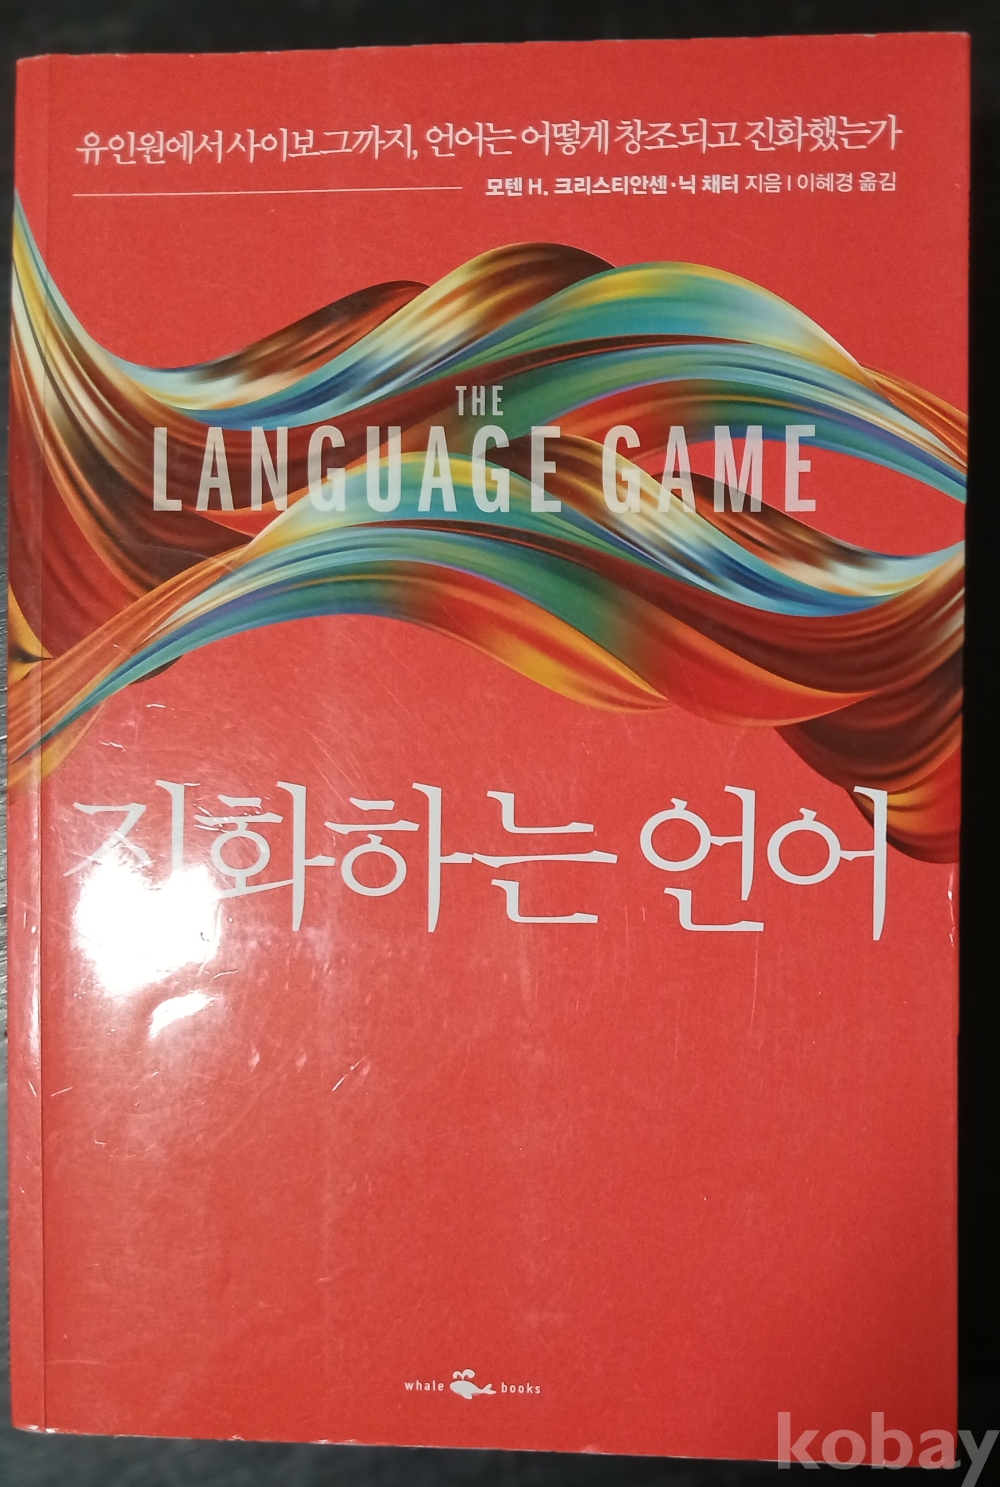 유인원에서 사이보그까지, 언어는 어떻게 창조되고 진화했는가
모텐 H. 크리스티안센·닉 채터 지음 | 이혜경 옮김
THE
LANGUAGE GAME
진화하는 언어
whale books
kobay